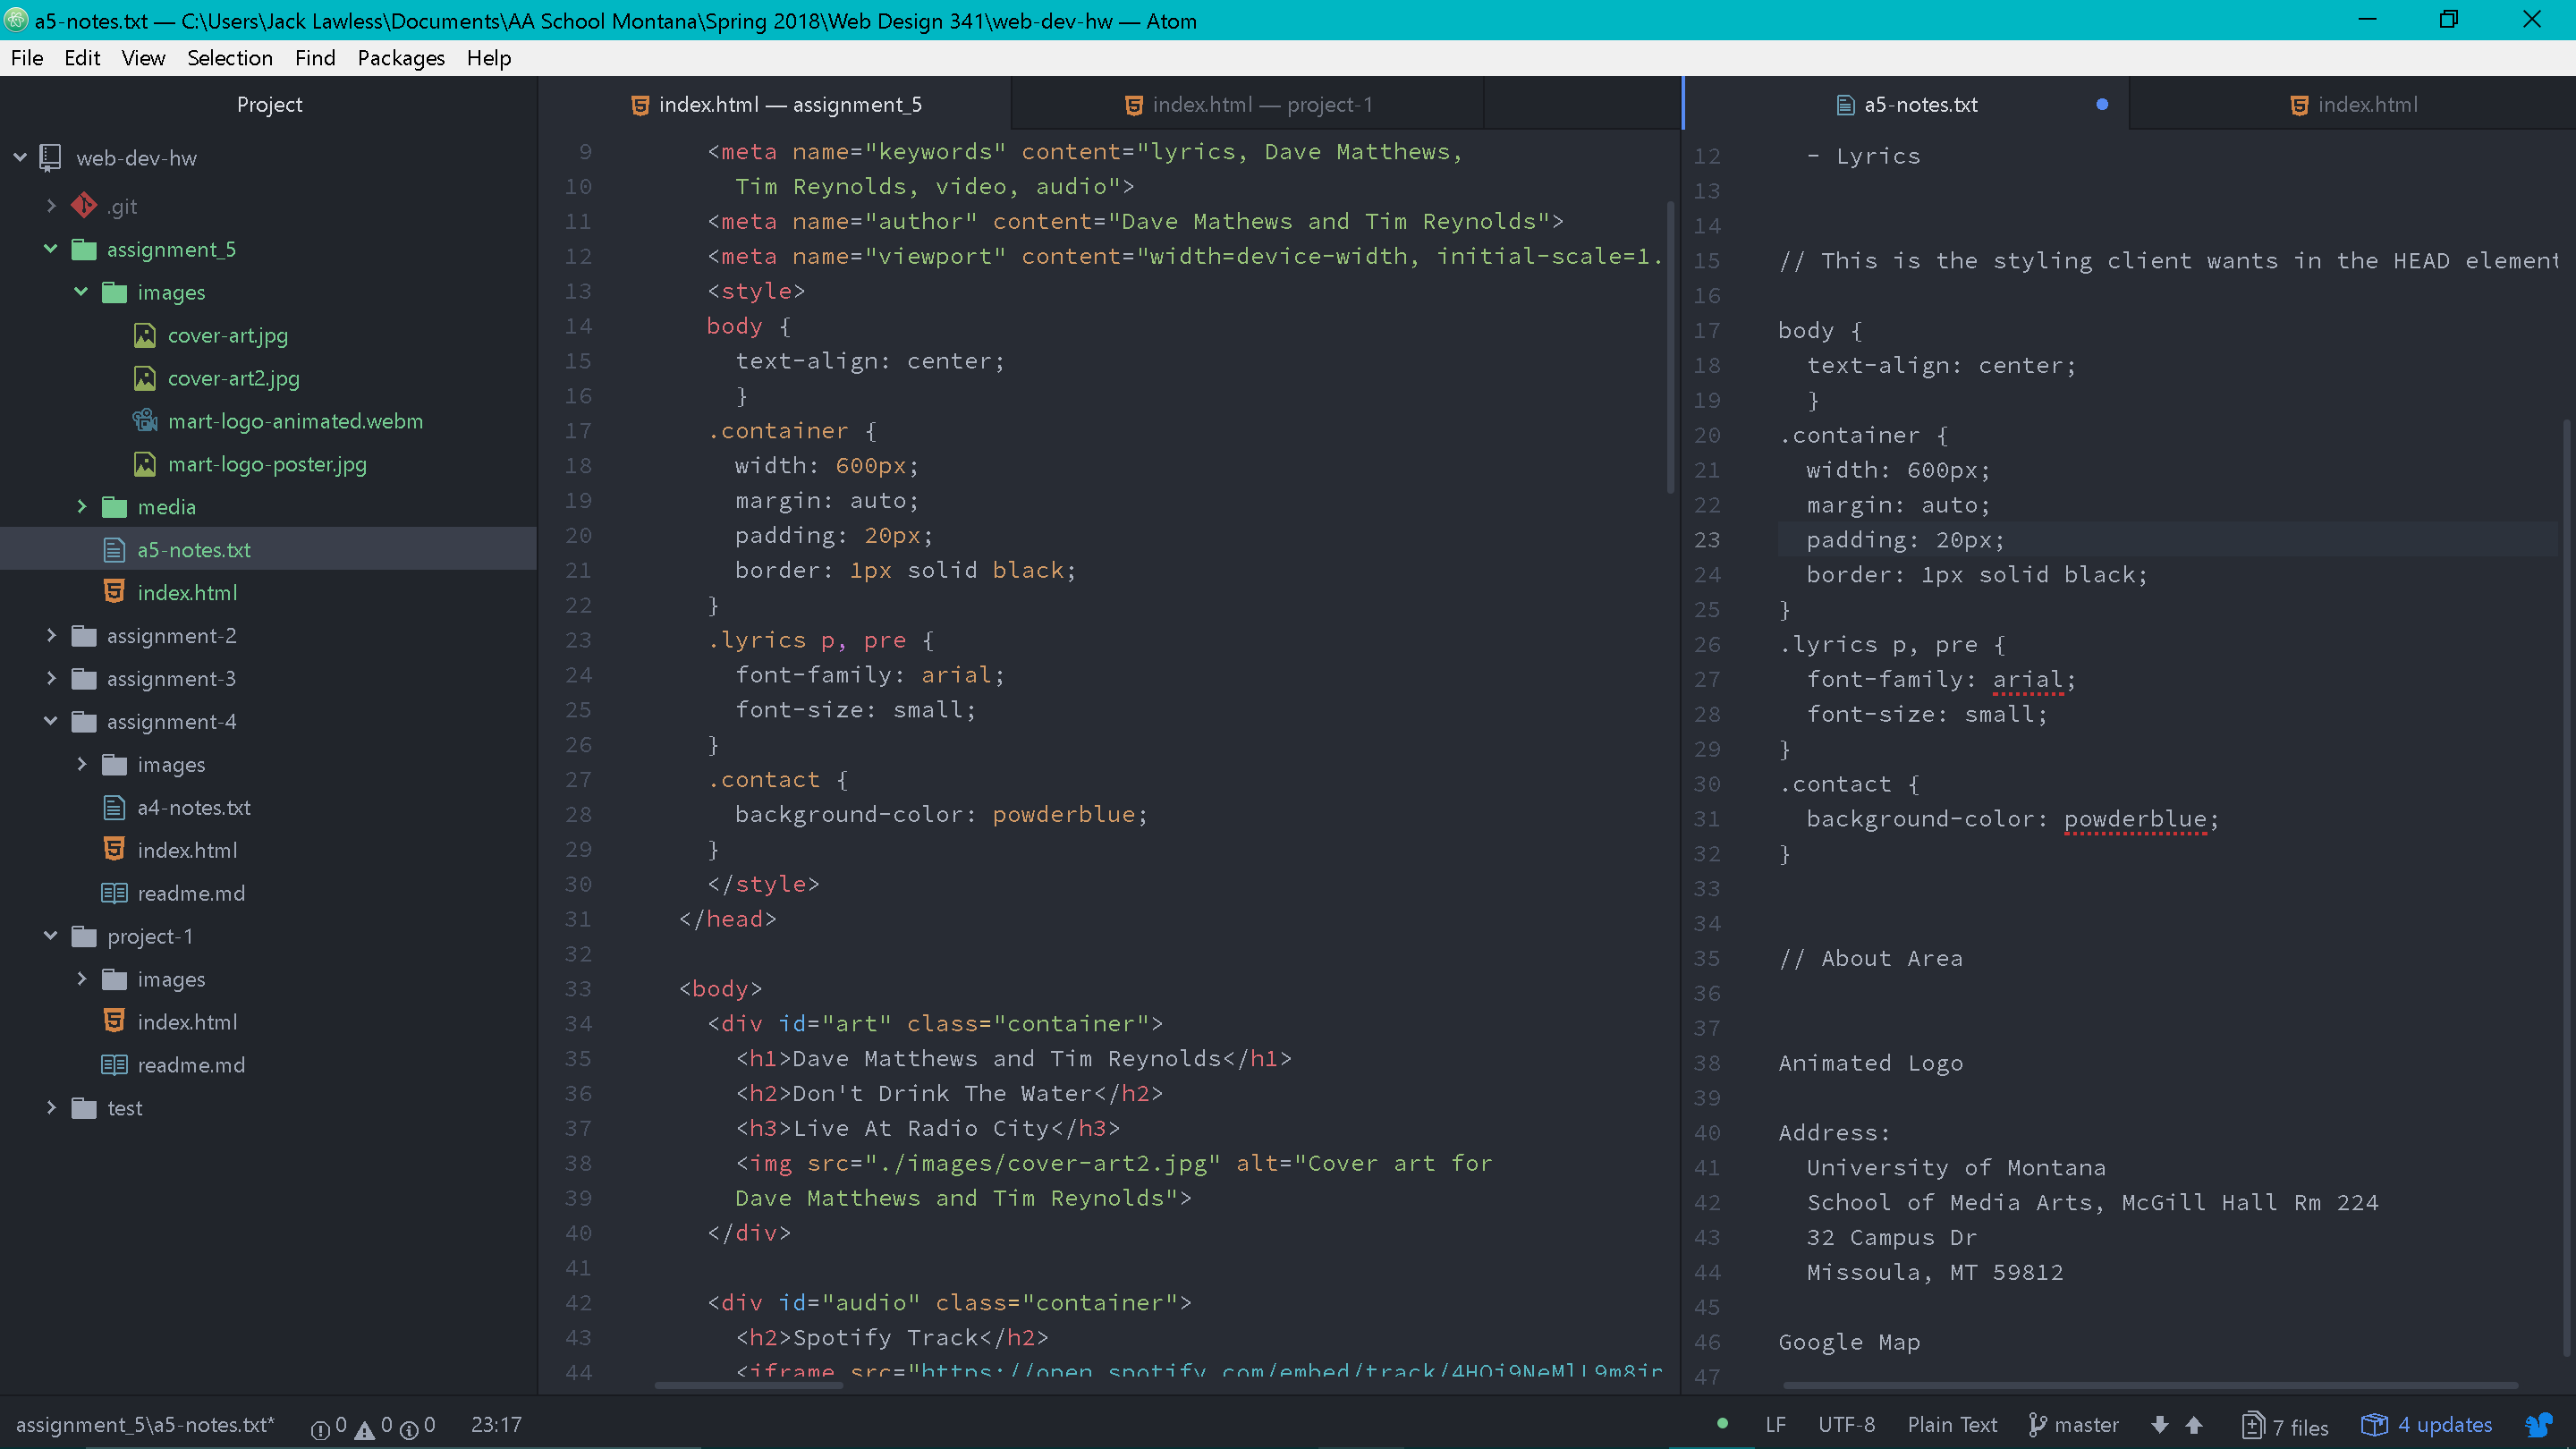 a5-notes.txt — C:\Users\Jack Lawless\Documents\AA School Montana\Spring 2018\Web Design 341\web-dev-hw — Atom
File Edit View Selection Find Packages Help
Project
web-dev-hw
.git
assignment_5
images
cover-art.jpg
cover-art2.jpg
mart-logo-animated.webm
mart-logo-poster.jpg
media
a5-notes.txt
index.html
assignment-2
assignment-3
assignment-4
images
a4-notes.txt
index.html
readme.md
project-1
images
index.html
readme.md
test
index.html — assignment_5
index.html — project-1
9 <meta name="keywords" content="lyrics, Dave Matthews,
10 Tim Reynolds, video, audio">
11 <meta name="author" content="Dave Mathews and Tim Reynolds">
12 <meta name="viewport" content="width=device-width, initial-scale=1.
13 <style>
14 body {
15 text-align: center;
16 }
17 .container {
18 width: 600px;
19 margin: auto;
20 padding: 20px;
21 border: 1px solid black;
22 }
23 .lyrics p, pre {
24 font-family: arial;
25 font-size: small;
26 }
27 .contact {
28 background-color: powderblue;
29 }
30 </style>
31 </head>
32
33 <body>
34 <div id="art" class="container">
35 <h1>Dave Matthews and Tim Reynolds</h1>
36 <h2>Don't Drink The Water</h2>
37 <h3>Live At Radio City</h3>
38 <img src="./images/cover-art2.jpg" alt="Cover art for
39 Dave Matthews and Tim Reynolds">
40 </div>
41
42 <div id="audio" class="container">
43 <h2>Spotify Track</h2>
44 <iframe src="https://open.spotify.com/embed/track/
a5-notes.txt
index.html
12 - Lyrics
13
14
15 // This is the styling client wants in the HEAD element
16
17 body {
18 text-align: center;
19 }
20 .container {
21 width: 600px;
22 margin: auto;
23 padding: 20px;
24 border: 1px solid black;
25 }
26 .lyrics p, pre {
27 font-family: arial;
28 font-size: small;
29 }
30 .contact {
31 background-color: powderblue;
32 }
33
34
35 // About Area
36
37
38 Animated Logo
39
40 Address:
41 University of Montana
42 School of Media Arts, McGill Hall Rm 224
43 32 Campus Dr
44 Missoula, MT 59812
45
46 Google Map
47
assignment_5\a5-notes.txt* 0 0 0 23:17
LF UTF-8 Plain Text master 7 files 4 updates